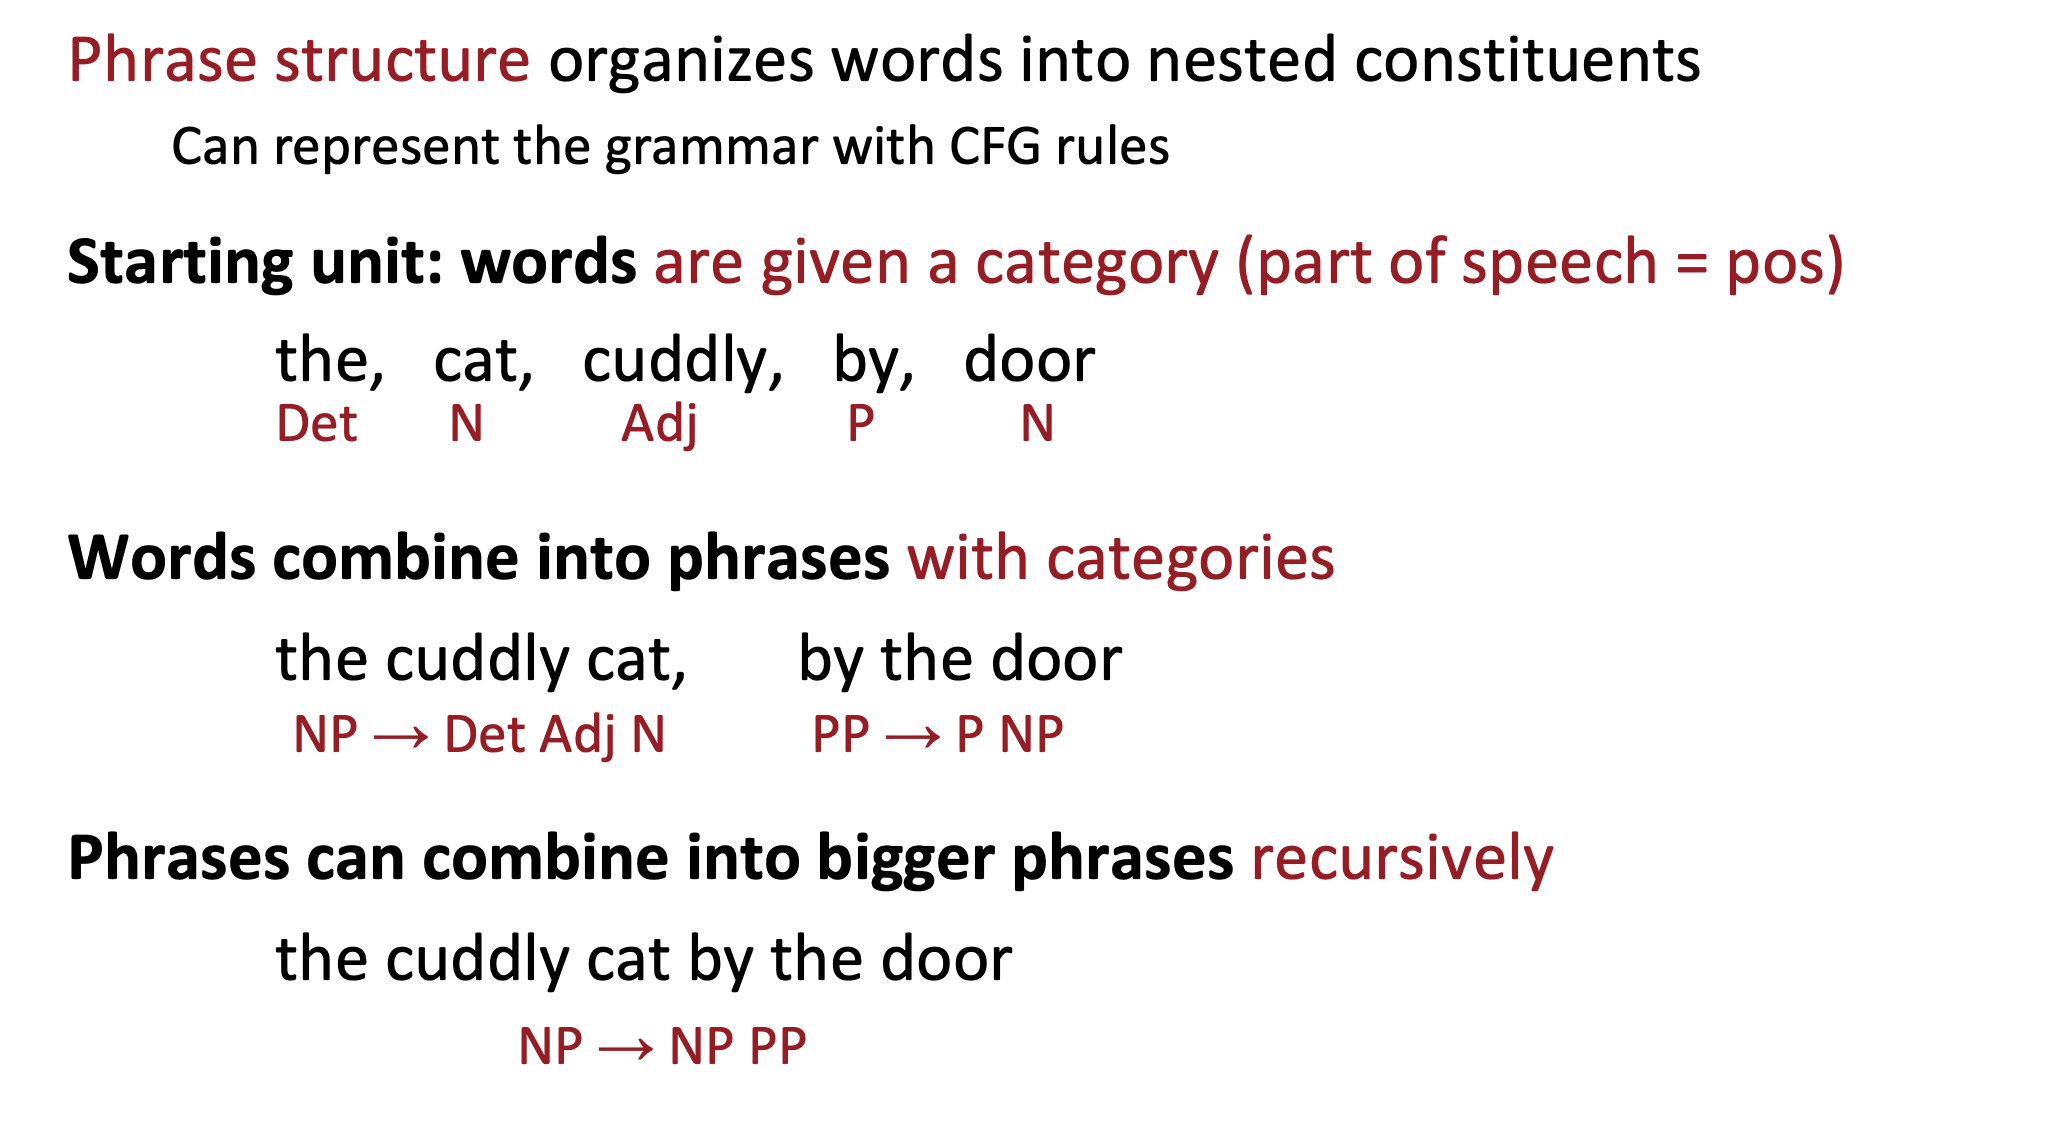 Phrase structure organizes words into nested constituents
Can represent the grammar with CFG rules
Starting unit: words are given a category (part of speech = pos)
the, cat, cuddly, by, door
Det N Adj P N
Words combine into phrases with categories
the cuddly cat, by the door
NP → Det Adj N PP → P NP
Phrases can combine into bigger phrases recursively
the cuddly cat by the door
NP → NP PP